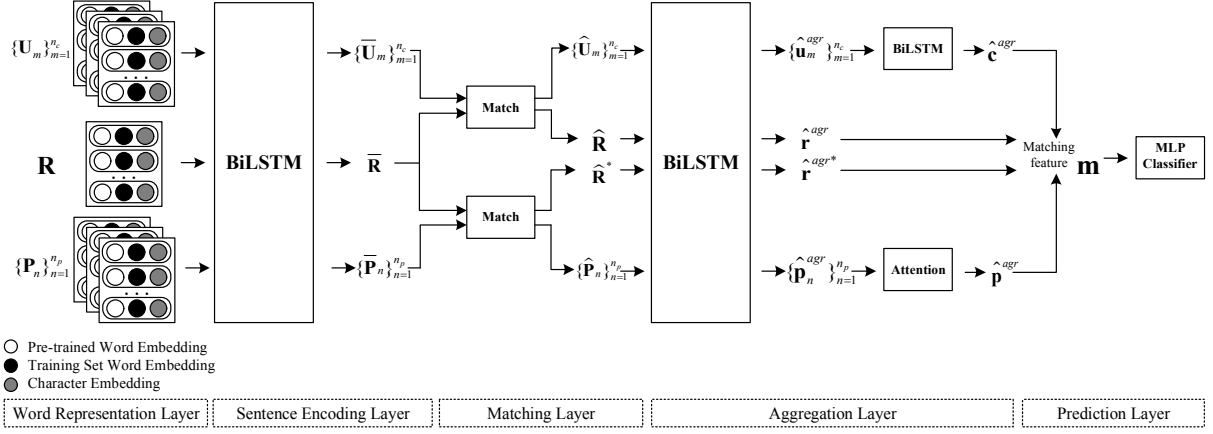 {U_m}_{m=1}^{n_c}
R
{P_n}_{n=1}^{n_p}
. . .
. . .
. . .
BiLSTM
{U̅_m}_{m=1}^{n_c}
R̅
{P̅_n}_{n=1}^{n_p}
Match
Match
{Û_m}_{m=1}^{n_c}
R̂
R̂^*
{P̂_n}_{n=1}^{n_p}
BiLSTM
{û_m^{agr}}_{m=1}^{n_c}
r̂^{agr}
r̂^{agr*}
{p̂_n^{agr}}_{n=1}^{n_p}
BiLSTM
Attention
ĉ^{agr}
p̂^{agr}
Matching
feature m
MLP
Classifier
Pre-trained Word Embedding
Training Set Word Embedding
Character Embedding
Word Representation Layer
Sentence Encoding Layer
Matching Layer
Aggregation Layer
Prediction Layer